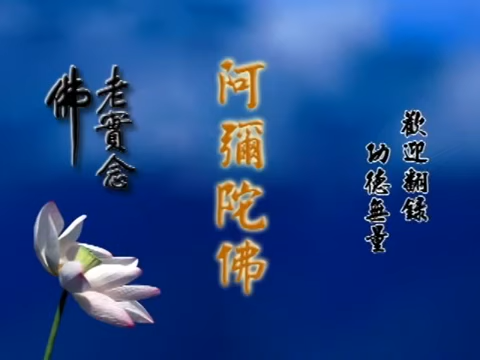 歡迎翻錄
功德無量
阿彌陀佛
老實念
佛